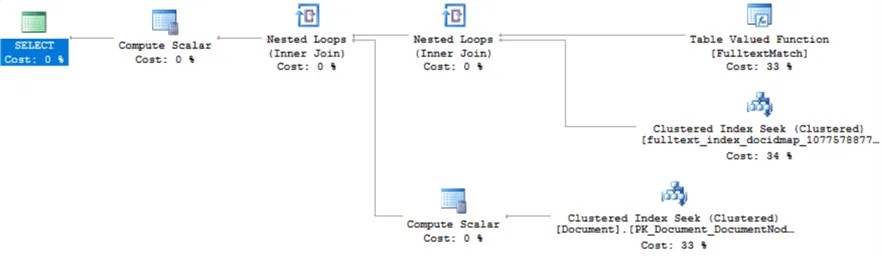 SELECT
Cost: 0 %
Compute Scalar
Cost: 0 %
Nested Loops
(Inner Join)
Cost: 0 %
Nested Loops
(Inner Join)
Cost: 0 %
Table Valued Function
[FulltextMatch]
Cost: 33 %
Clustered Index Seek (Clustered)
[fulltext_index_docidmap_1077578877…
Cost: 34 %
Compute Scalar
Cost: 0 %
Clustered Index Seek (Clustered)
[Document].[PK_Document_DocumentNod…
Cost: 33 %